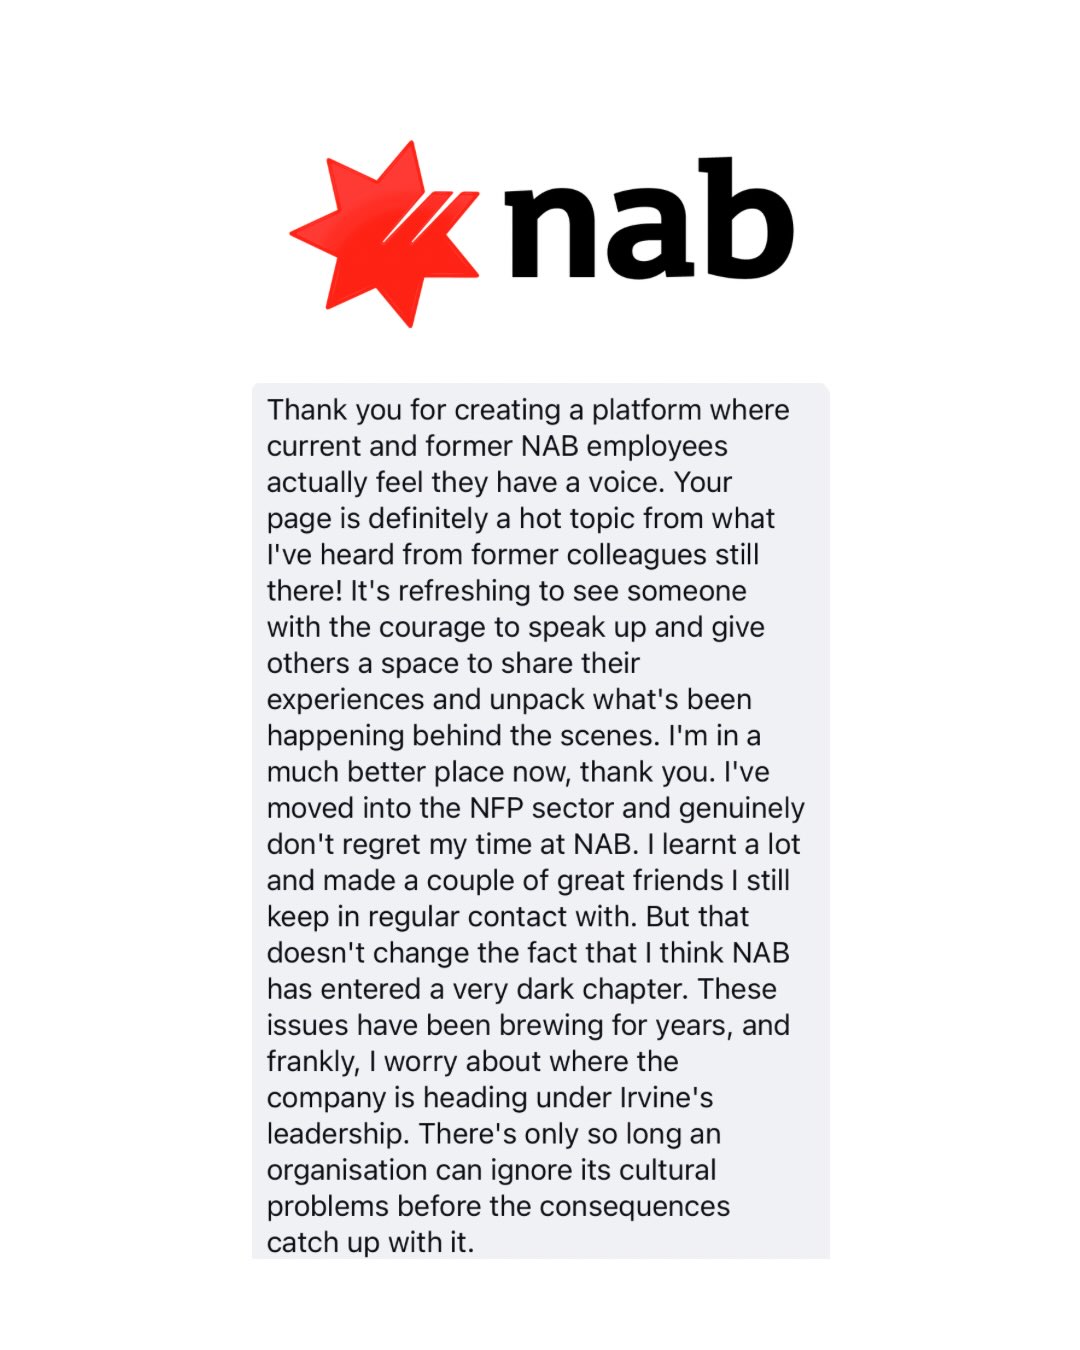 nab
Thank you for creating a platform where
current and former NAB employees
actually feel they have a voice. Your
page is definitely a hot topic from what
I've heard from former colleagues still
there! It's refreshing to see someone
with the courage to speak up and give
others a space to share their
experiences and unpack what's been
happening behind the scenes. I'm in a
much better place now, thank you. I've
moved into the NFP sector and genuinely
don't regret my time at NAB. I learnt a lot
and made a couple of great friends I still
keep in regular contact with. But that
doesn't change the fact that I think NAB
has entered a very dark chapter. These
issues have been brewing for years, and
frankly, I worry about where the
company is heading under Irvine's
leadership. There's only so long an
organisation can ignore its cultural
problems before the consequences
catch up with it.